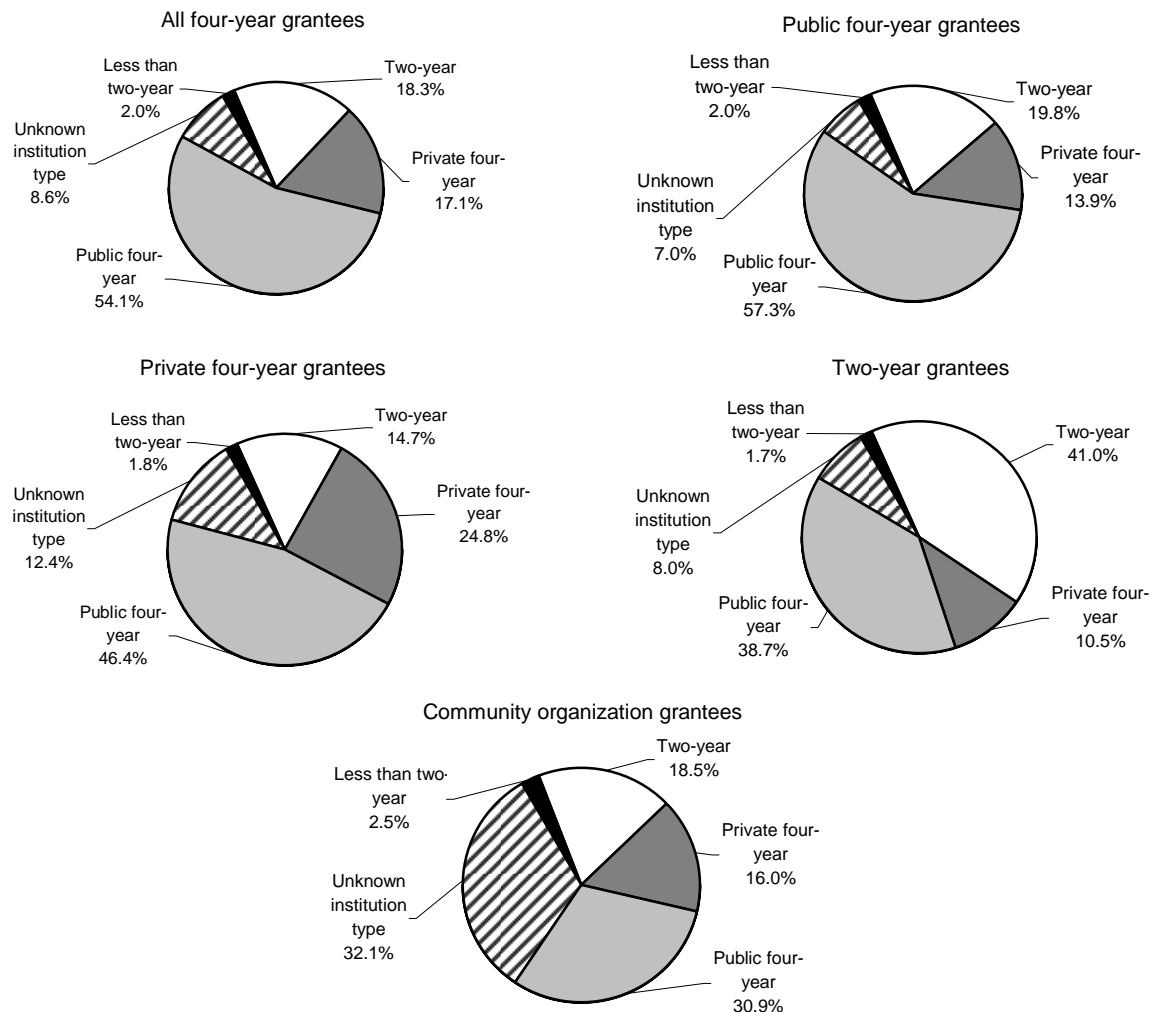 All four-year grantees
Less than
two-year
2.0%
Two-year
18.3%
Unknown
institution
type
8.6%
Private four-
year
17.1%
Public four-
year
54.1%
Public four-year grantees
Less than
two-year
2.0%
Two-year
19.8%
Private four-
year
13.9%
Unknown
institution
type
7.0%
Public four-
year
57.3%
Private four-year grantees
Less than
two-year
1.8%
Two-year
14.7%
Unknown
institution
type
12.4%
Private four-
year
24.8%
Public four-
year
46.4%
Two-year grantees
Less than
two-year
1.7%
Two-year
41.0%
Unknown
institution
type
8.0%
Private four-
year
10.5%
Public four-
year
38.7%
Community organization grantees
Less than two-
year
2.5%
Two-year
18.5%
Private four-
year
16.0%
Unknown
institution
type
32.1%
Public four-
year
30.9%